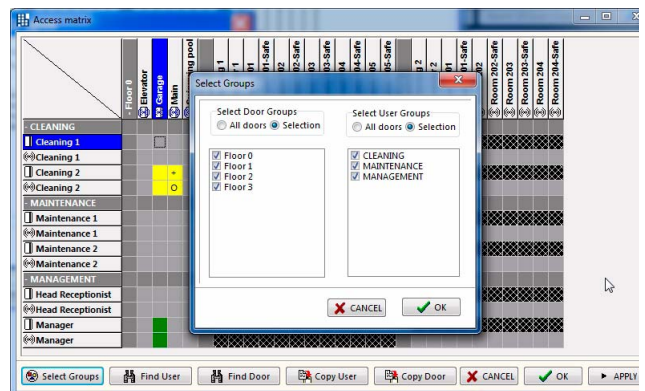 Access matrix
- Floor 0
Elevator
Garage
Main
Room 202-Safe
Room 203
Room 203-Safe
Room 204
Room 204-Safe
Select Groups
Select Door Groups
All doors Selection
Select User Groups
All doors Selection
Floor 0
Floor 1
Floor 2
Floor 3
CLEANING
MAINTENANCE
MANAGEMENT
CANCEL
OK
- CLEANING
Cleaning 1
Cleaning 1
Cleaning 2
+
Cleaning 2
O
- MAINTENANCE
Maintenance 1
Maintenance 1
Maintenance 2
Maintenance 2
- MANAGEMENT
Head Receptionist
Head Receptionist
Manager
Manager
Select Groups
Find User
Find Door
Copy User
Copy Door
CANCEL
OK
APPLY